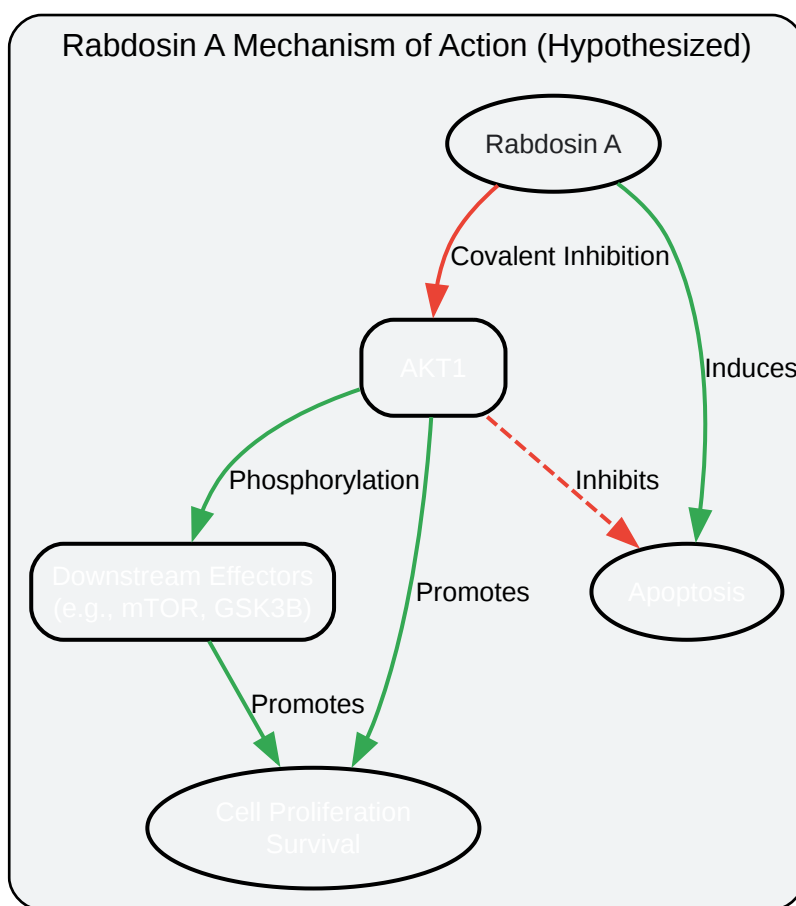 Rabdosin A Mechanism of Action (Hypothesized)
Rabdosin A
Covalent Inhibition
AKT1
Induces
Phosphorylation
Inhibits
Downstream Effectors
(e.g., mTOR, GSK3B)
Promotes
Apoptosis
Promotes
Cell Proliferation
Survival